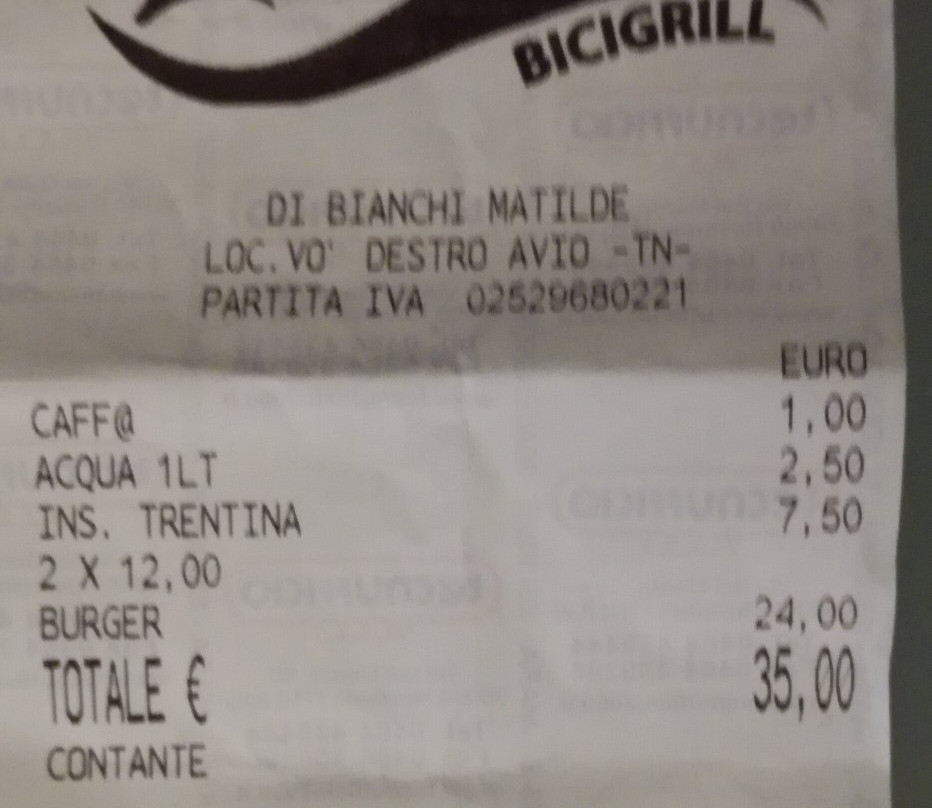 BICIGRILL
DI BIANCHI MATILDE
LOC.VO' DESTRO AVIO -TN-
PARTITA IVA 02529680221
EURO
CAFF@ 1,00
ACQUA 1LT 2,50
INS. TRENTINA 7,50
2 X 12,00
BURGER 24,00
TOTALE € 35,00
CONTANTE